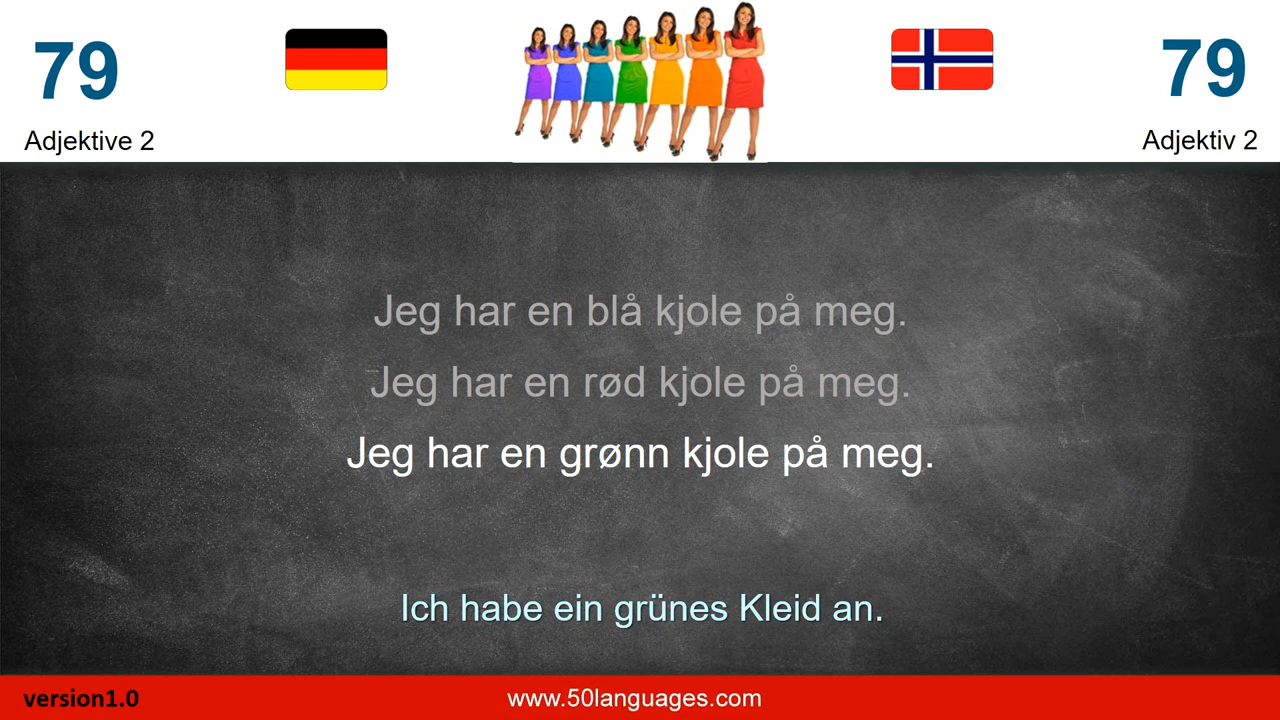 79
79
Adjektive 2
Adjektiv 2
Jeg har en blå kjole på meg.
Jeg har en rød kjole på meg.
Jeg har en grønn kjole på meg.
Ich habe ein grünes Kleid an.
version1.0
www.50languages.com